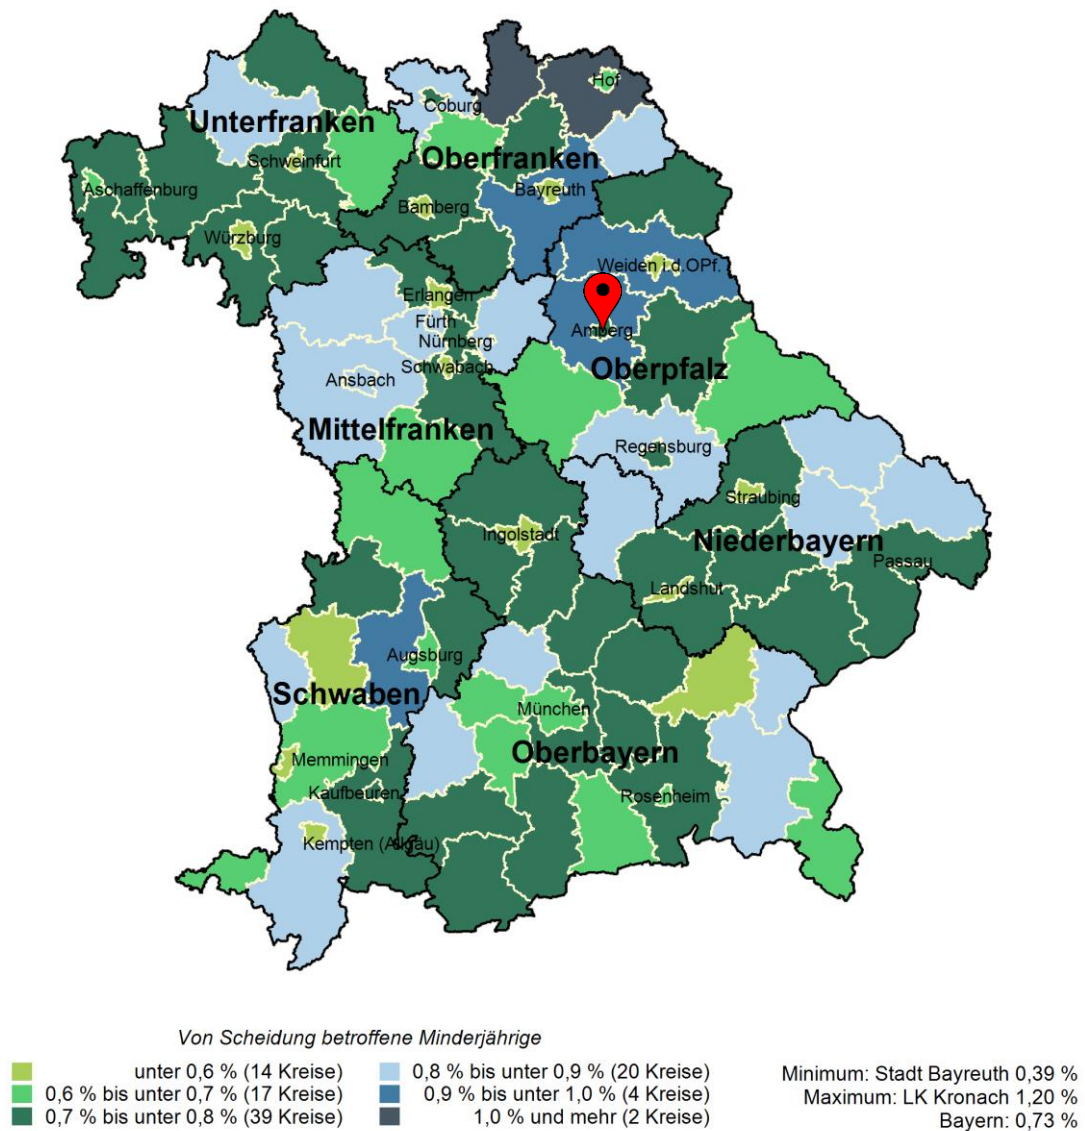 Hof
Coburg
Unterfranken
Schweinfurt
Oberfranken
Aschaffenburg
Bayreuth
Bamberg
Würzburg
Weiden i.d.OPf.
Erlangen
Fürth
Amberg
Nürnberg
Schwabach
Oberpfalz
Ansbach
Mittelfranken
Regensburg
Straubing
Ingolstadt
Niederbayern
Passau
Landshut
Augsburg
Schwaben
München
Oberbayern
Memmingen
Kaufbeuren
Rosenheim
Kempten (Allgäu)
Von Scheidung betroffene Minderjährige
unter 0,6 % (14 Kreise)
0,6 % bis unter 0,7 % (17 Kreise)
0,7 % bis unter 0,8 % (39 Kreise)
0,8 % bis unter 0,9 % (20 Kreise)
0,9 % bis unter 1,0 % (4 Kreise)
1,0 % und mehr (2 Kreise)
Minimum: Stadt Bayreuth 0,39 %
Maximum: LK Kronach 1,20 %
Bayern: 0,73 %